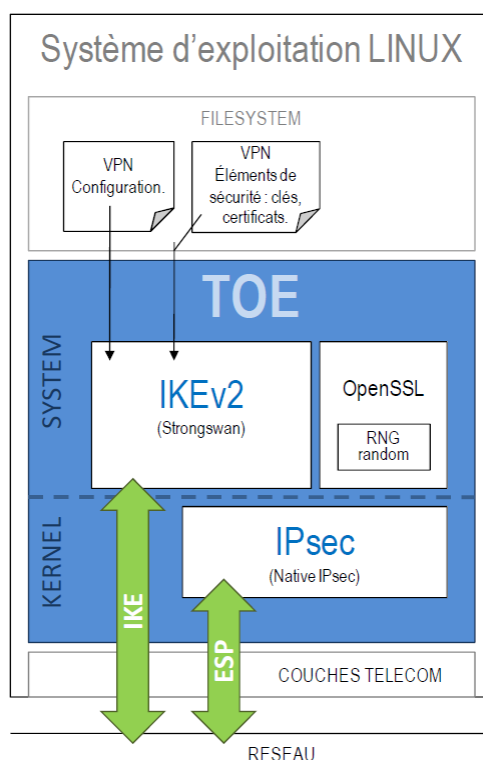 Système d’exploitation LINUX
FILESYSTEM
VPN
Configuration.
VPN
Éléments de
sécurité : clés,
certificats.
TOE
SYSTEM
IKEv2
(Strongswan)
OpenSSL
RNG
random
KERNEL
IPsec
(Native IPsec)
IKE
ESP
COUCHES TELECOM
RESEAU